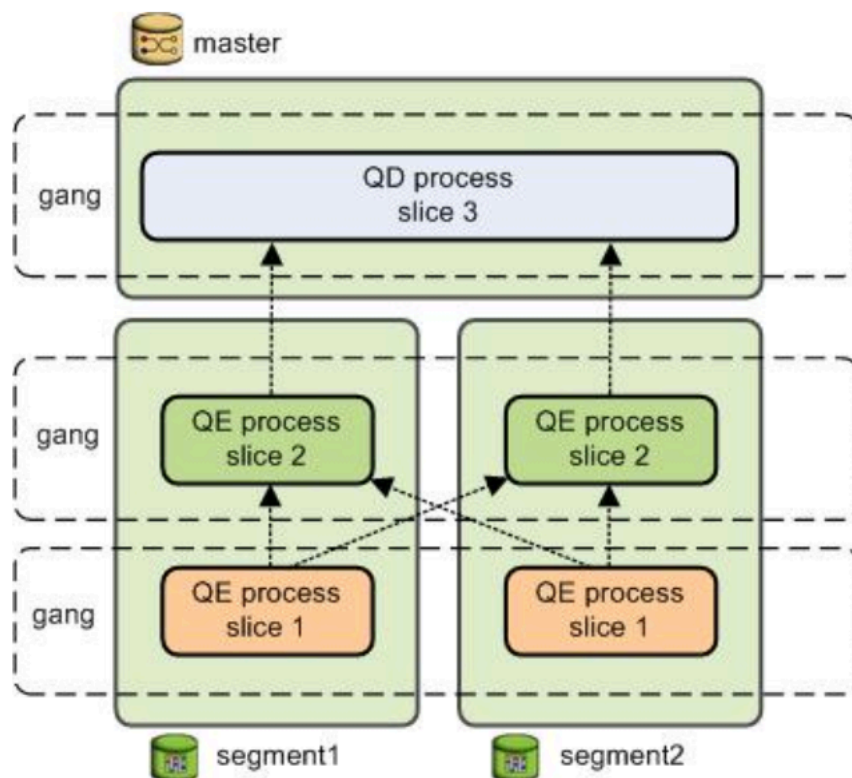 master
gang
QD process
slice 3
gang
QE process
slice 2
QE process
slice 2
gang
QE process
slice 1
QE process
slice 1
segment1
segment2